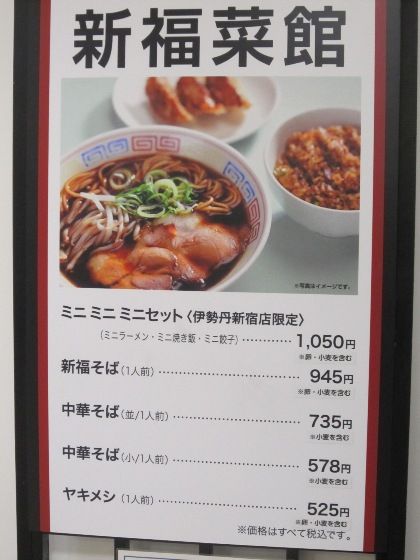 新福菜館
※写真はイメージです。
ミニ ミニ ミニセット〈伊勢丹新宿店限定〉
(ミニラーメン・ミニ焼き飯・ミニ餃子)‥‥‥‥ 1,050円
※卵・小麦を含む
新福そば(1人前)‥‥‥‥‥‥‥‥‥‥ 945円
※卵・小麦を含む
中華そば(並/1人前)‥‥‥‥‥‥‥‥ 735円
※小麦を含む
中華そば(小/1人前)‥‥‥‥‥‥‥‥ 578円
※小麦を含む
ヤキメシ(1人前)‥‥‥‥‥‥‥‥‥‥ 525円
※卵・小麦を含む
※価格はすべて税込です。